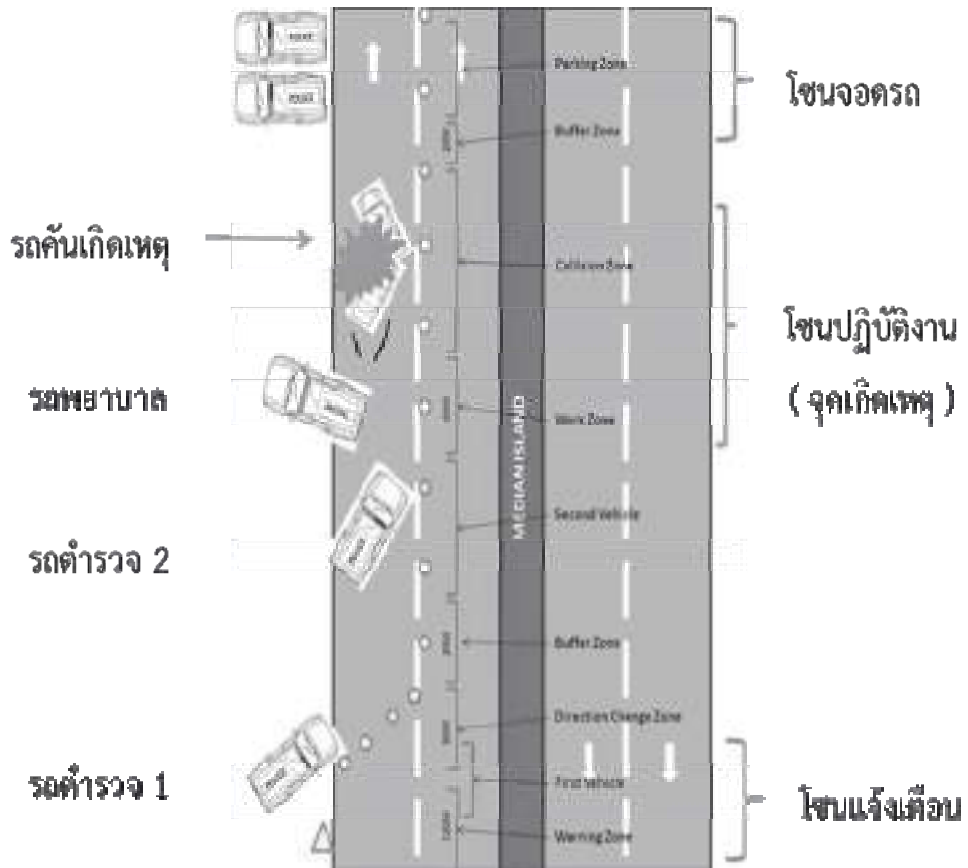 Parking Zone
โซนจอดรถ
Buffer Zone
รถคันเกิดเหตุ
Collision Zone
โซนปฏิบัติงาน
( จุดเกิดเหตุ )
รถพยาบาล
Work Zone
MEDIAN ISLAND
Second Vehicle
รถตำรวจ 2
Buffer Zone
Direction Change Zone
First Vehicle
รถตำรวจ 1
โซนแจ้งเตือน
Warning Zone